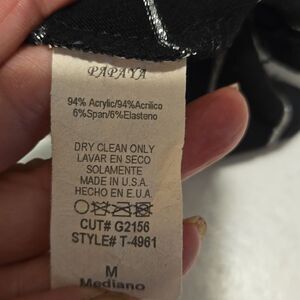 PAPAYA
94% Acrylic/94% Acrilico
6%Span/6%Elasteno
DRY CLEAN ONLY
LAVAR EN SECO
SOLAMENTE
MADE IN U.S.A.
HECHO EN E.U.A.
CUT# G2156
STYLE# T-4961
M
Mediano